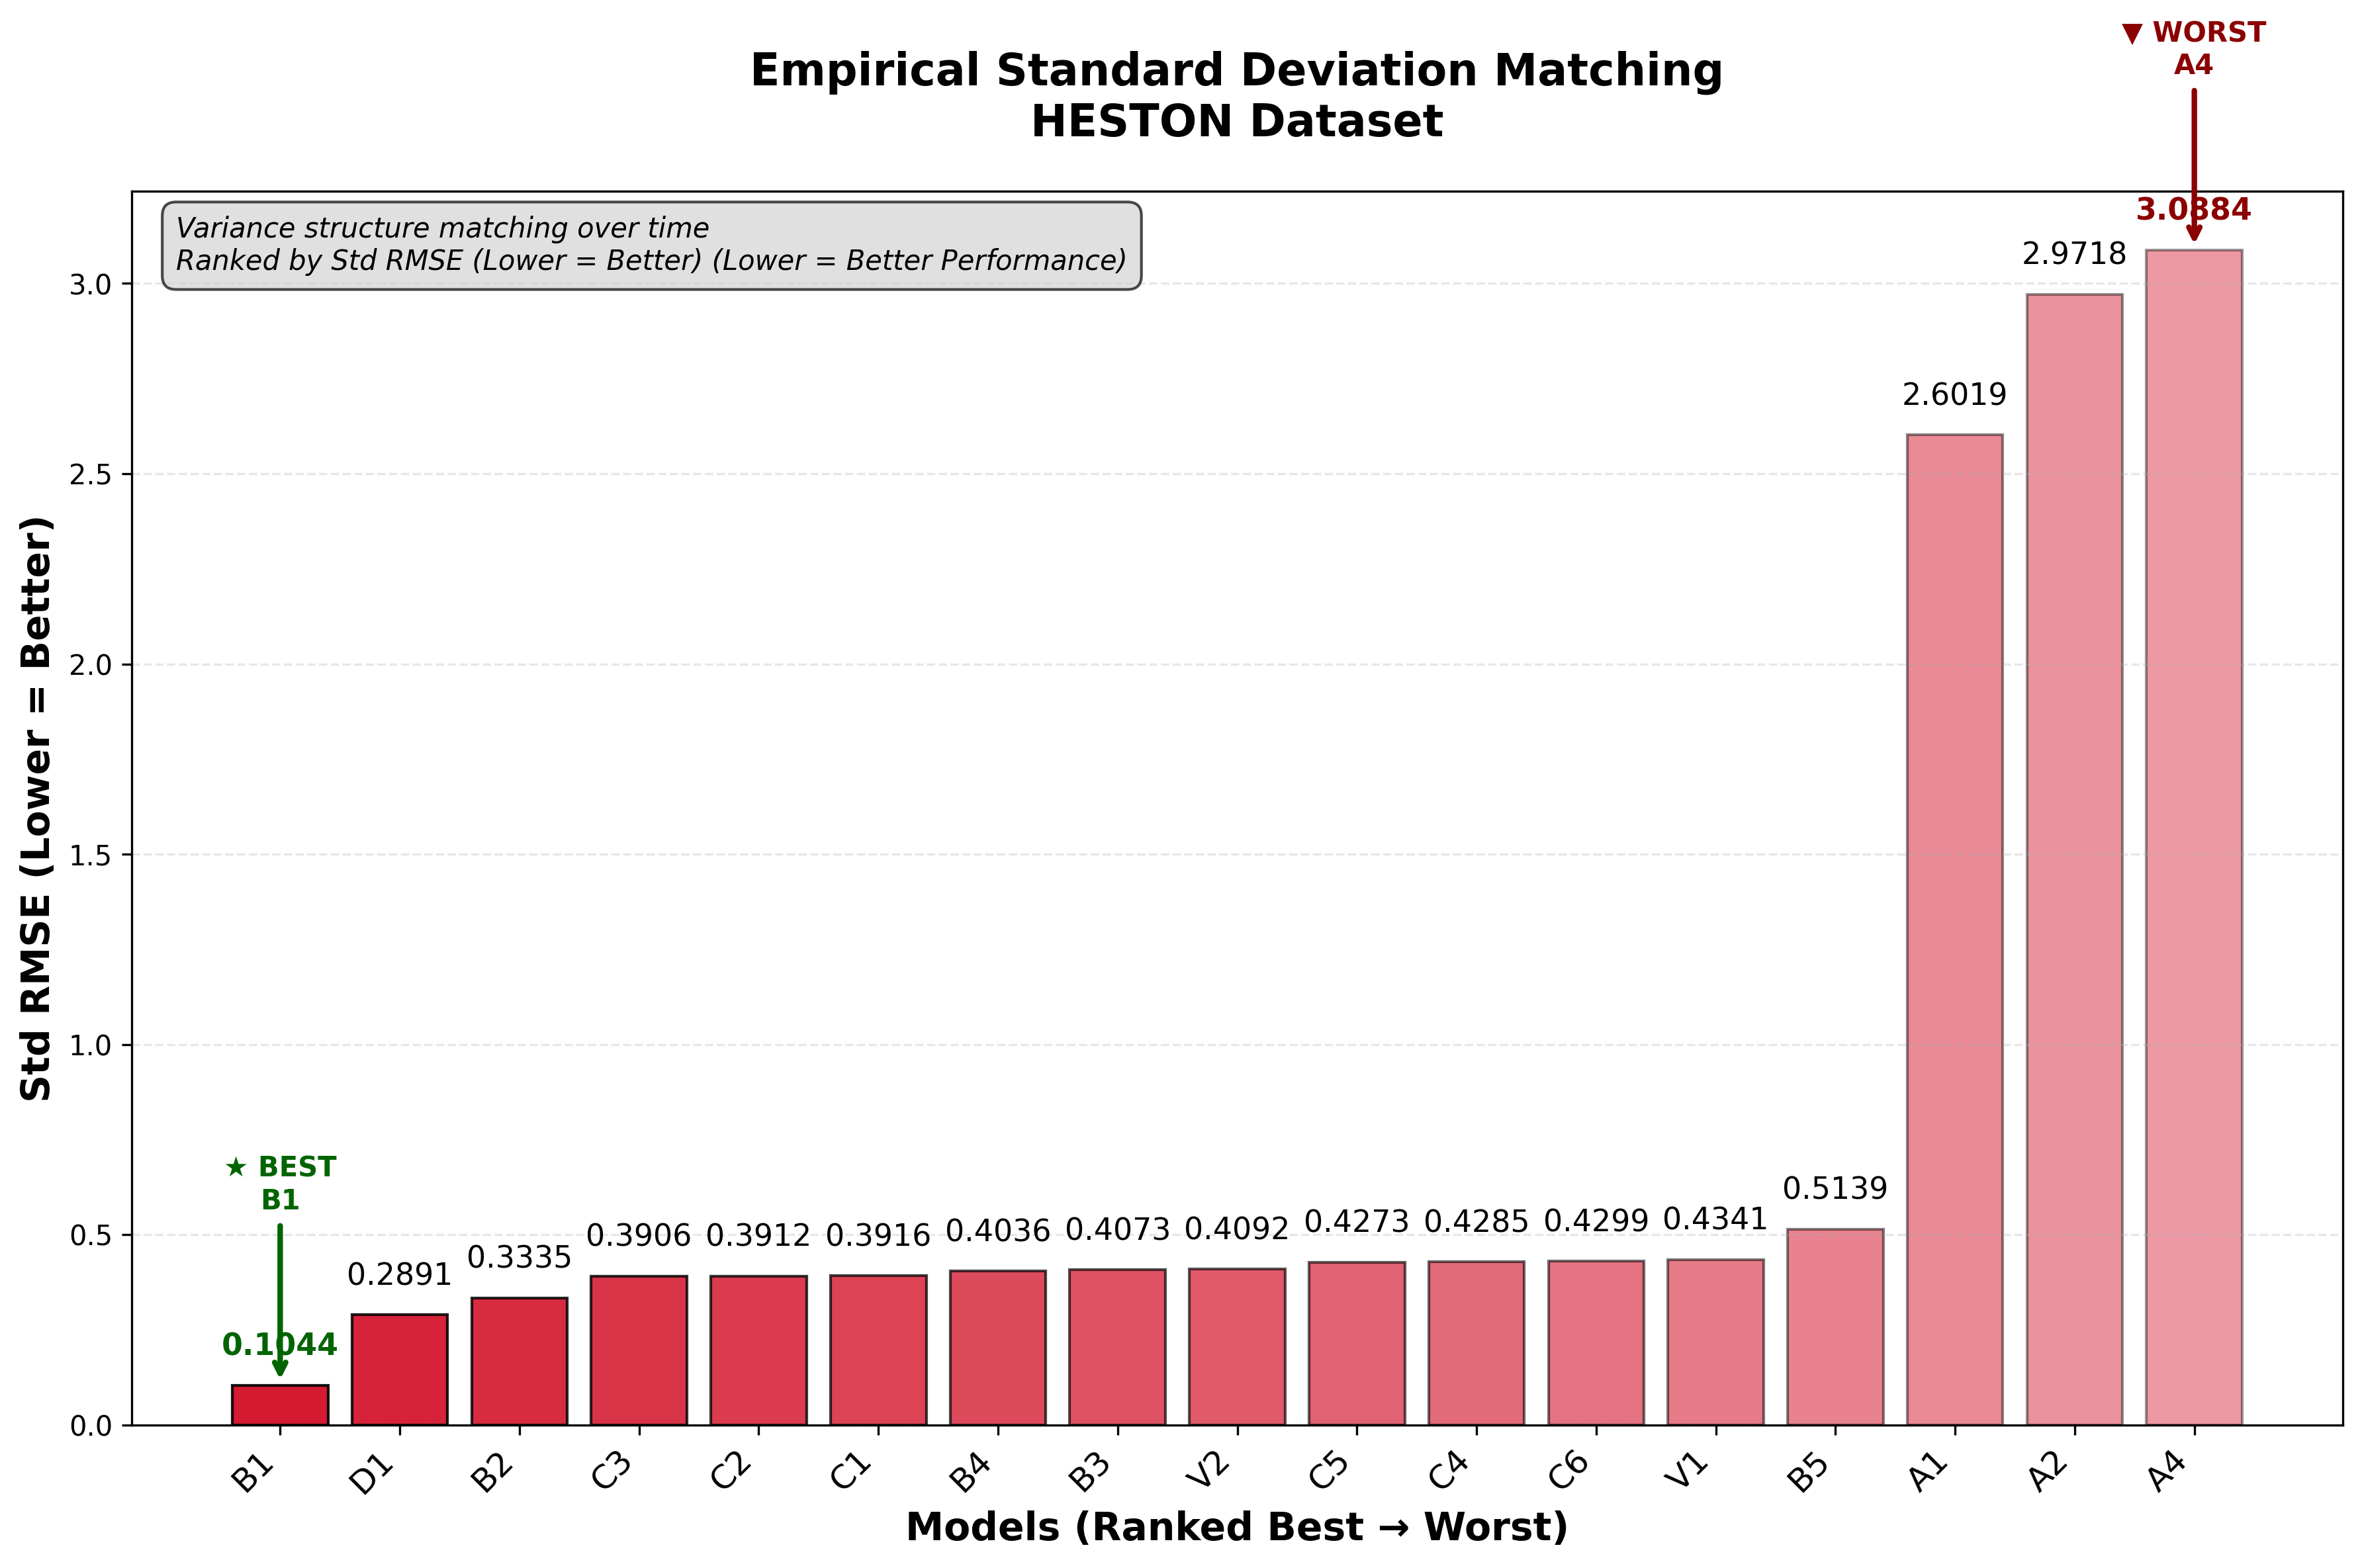 ▼ WORST
A4
Empirical Standard Deviation Matching
HESTON Dataset
Variance structure matching over time
Ranked by Std RMSE (Lower = Better) (Lower = Better Performance)
Std RMSE (Lower = Better)
3.0
2.5
2.0
1.5
1.0
0.5
0.0
★ BEST
B1
0.1044
0.2891
0.3335
0.3906
0.3912
0.3916
0.4036
0.4073
0.4092
0.4273
0.4285
0.4299
0.4341
0.5139
2.6019
2.9718
3.0884
B1
D1
B2
C3
C2
C1
B4
B3
V2
C5
C4
C6
V1
B5
A1
A2
A4
Models (Ranked Best → Worst)